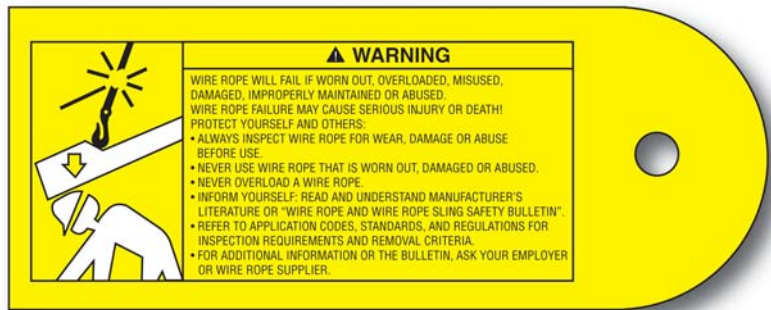 ⚠ WARNING
WIRE ROPE WILL FAIL IF WORN OUT, OVERLOADED, MISUSED,
DAMAGED, IMPROPERLY MAINTAINED OR ABUSED.
WIRE ROPE FAILURE MAY CAUSE SERIOUS INJURY OR DEATH!
PROTECT YOURSELF AND OTHERS:
• ALWAYS INSPECT WIRE ROPE FOR WEAR, DAMAGE OR ABUSE
BEFORE USE.
• NEVER USE WIRE ROPE THAT IS WORN OUT, DAMAGED OR ABUSED.
• NEVER OVERLOAD A WIRE ROPE.
• INFORM YOURSELF: READ AND UNDERSTAND MANUFACTURER'S
LITERATURE OR "WIRE ROPE AND WIRE ROPE SLING SAFETY BULLETIN".
• REFER TO APPLICATION CODES, STANDARDS, AND REGULATIONS FOR
INSPECTION REQUIREMENTS AND REMOVAL CRITERIA.
• FOR ADDITIONAL INFORMATION OR THE BULLETIN, ASK YOUR EMPLOYER
OR WIRE ROPE SUPPLIER.